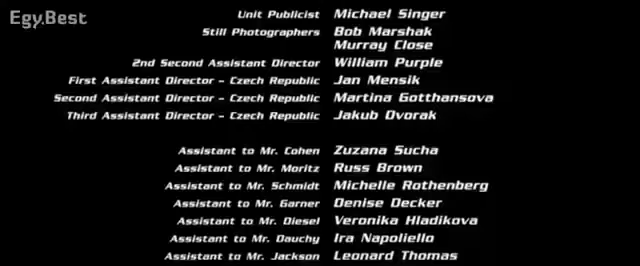 Egy.Best
Unit Publicist Michael Singer
Still Photographers Bob Marshak
Murray Close
2nd Second Assistant Director William Purple
First Assistant Director - Czech Republic Jan Mensik
Second Assistant Director - Czech Republic Martina Gotthansova
Third Assistant Director - Czech Republic Jakub Dvorak
Assistant to Mr. Cohen Zuzana Sucha
Assistant to Mr. Moritz Russ Brown
Assistant to Mr. Schmidt Michelle Rothenberg
Assistant to Mr. Garner Denise Decker
Assistant to Mr. Diesel Veronika Hladikova
Assistant to Mr. Dauchy Ira Napoliello
Assistant to Mr. Jackson Leonard Thomas